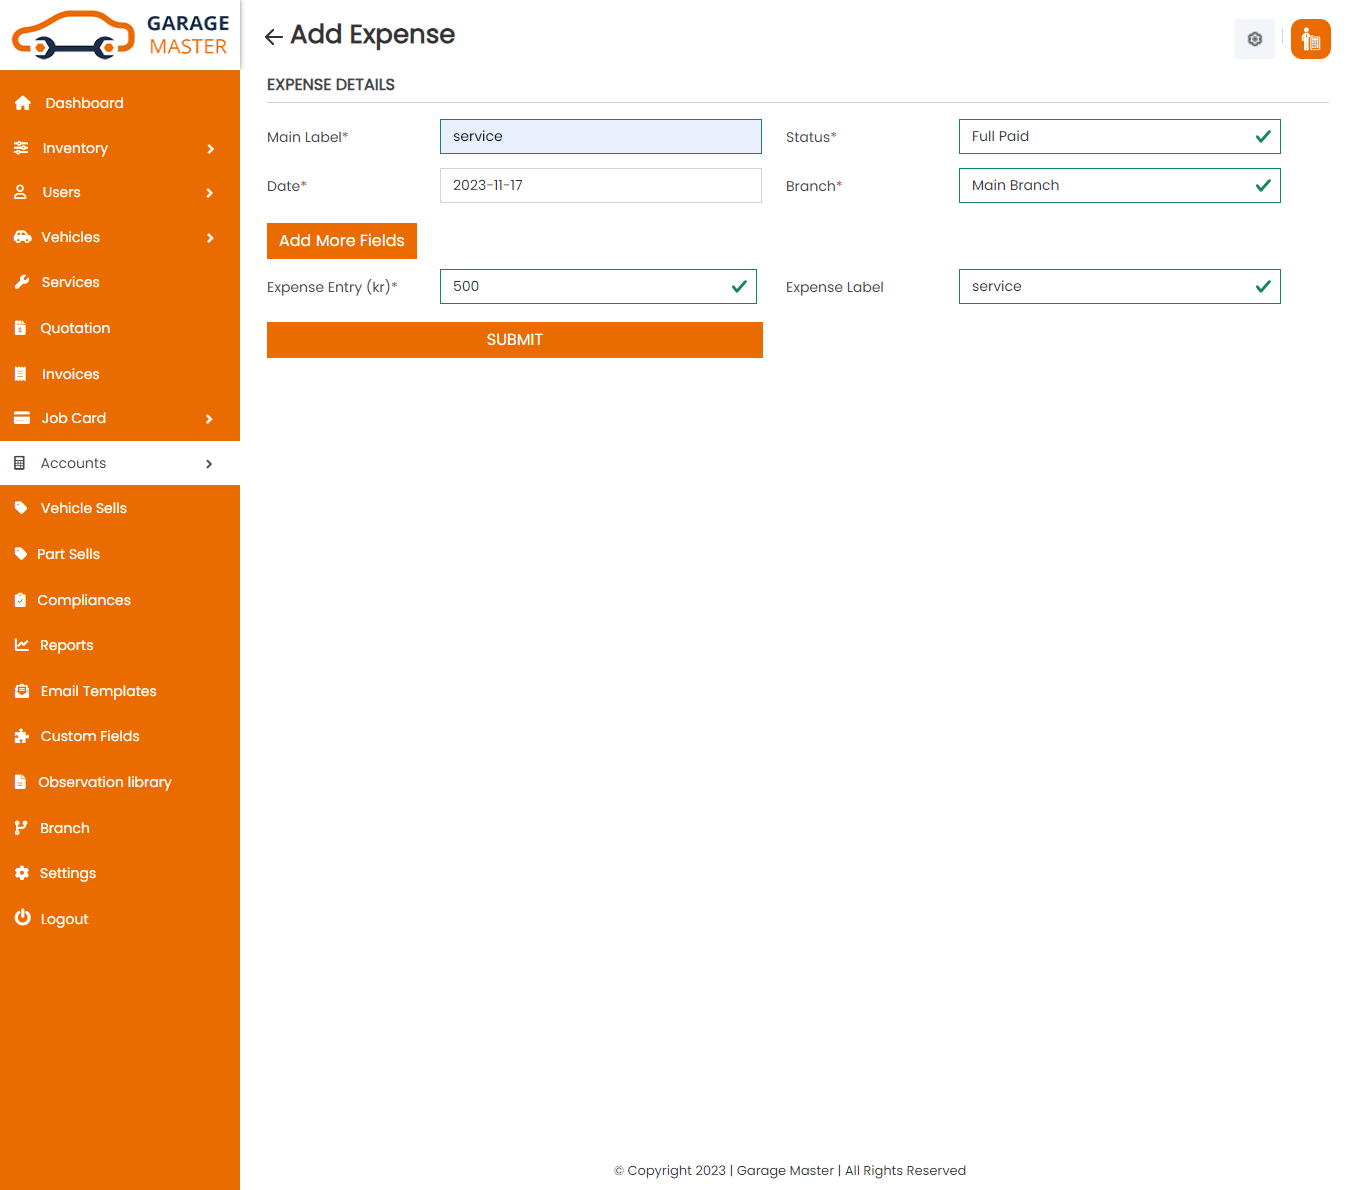 GARAGE
MASTER
Dashboard
Inventory
Users
Vehicles
Services
Quotation
Invoices
Job Card
Accounts
Vehicle Sells
Part Sells
Compliances
Reports
Email Templates
Custom Fields
Observation library
Branch
Settings
Logout
Add Expense
EXPENSE DETAILS
Main Label* service Status* Full Paid
Date* 2023-11-17 Branch* Main Branch
Add More Fields
Expense Entry (kr)* 500 Expense Label service
SUBMIT
© Copyright 2023 | Garage Master | All Rights Reserved